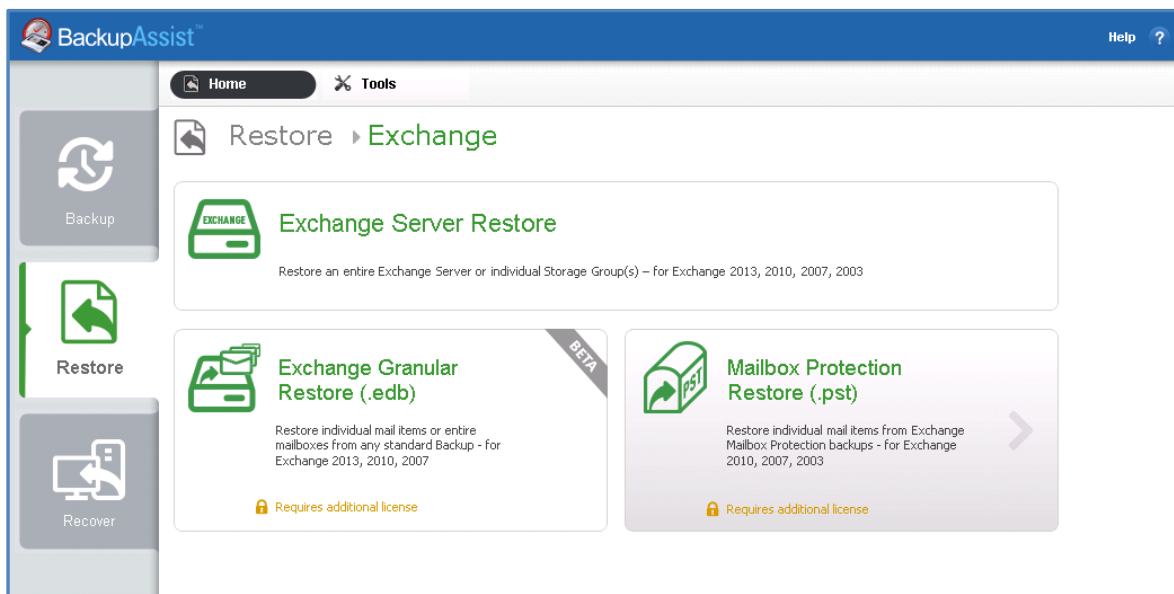 BackupAssist™
Help ?
Home
Tools
Restore Exchange
Backup
Restore
Recover
EXCHANGE
Exchange Server Restore
Restore an entire Exchange Server or individual Storage Group(s) – for Exchange 2013, 2010, 2007, 2003
BETA
Exchange Granular
Restore (.edb)
Restore individual mail items or entire
mailboxes from any standard Backup - for
Exchange 2013, 2010, 2007
Requires additional license
PST
Mailbox Protection
Restore (.pst)
Restore individual mail items from Exchange
Mailbox Protection backups - for Exchange
2010, 2007, 2003
Requires additional license